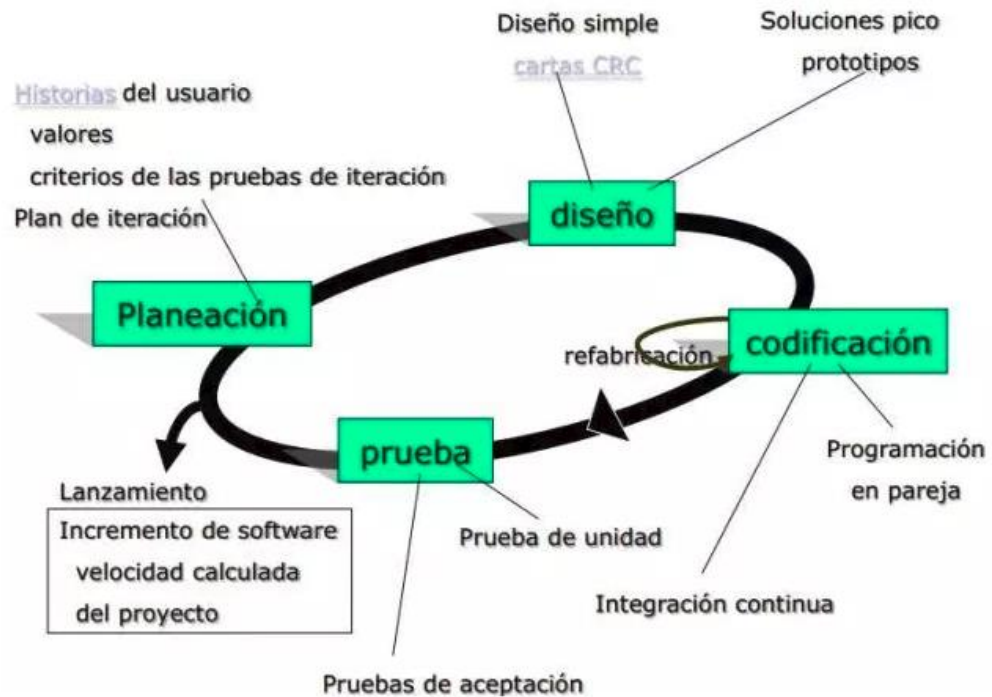 Diseño simple
cartas CRC
Soluciones pico
prototipos
Historias del usuario
valores
criterios de las pruebas de iteración
Plan de iteración
diseño
Planeación
refabricación
codificación
prueba
Programación
en pareja
Lanzamiento
Incremento de software
velocidad calculada
del proyecto
Prueba de unidad
Integración continua
Pruebas de aceptación